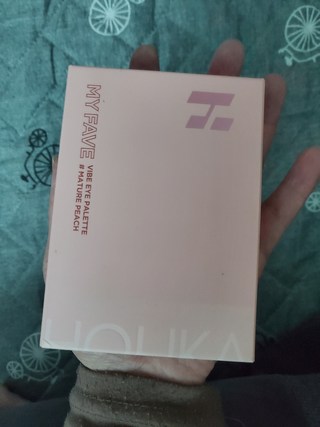 MY FAVE
VIBE EYE PALETTE
# MATURE PEACH
HOLIKA